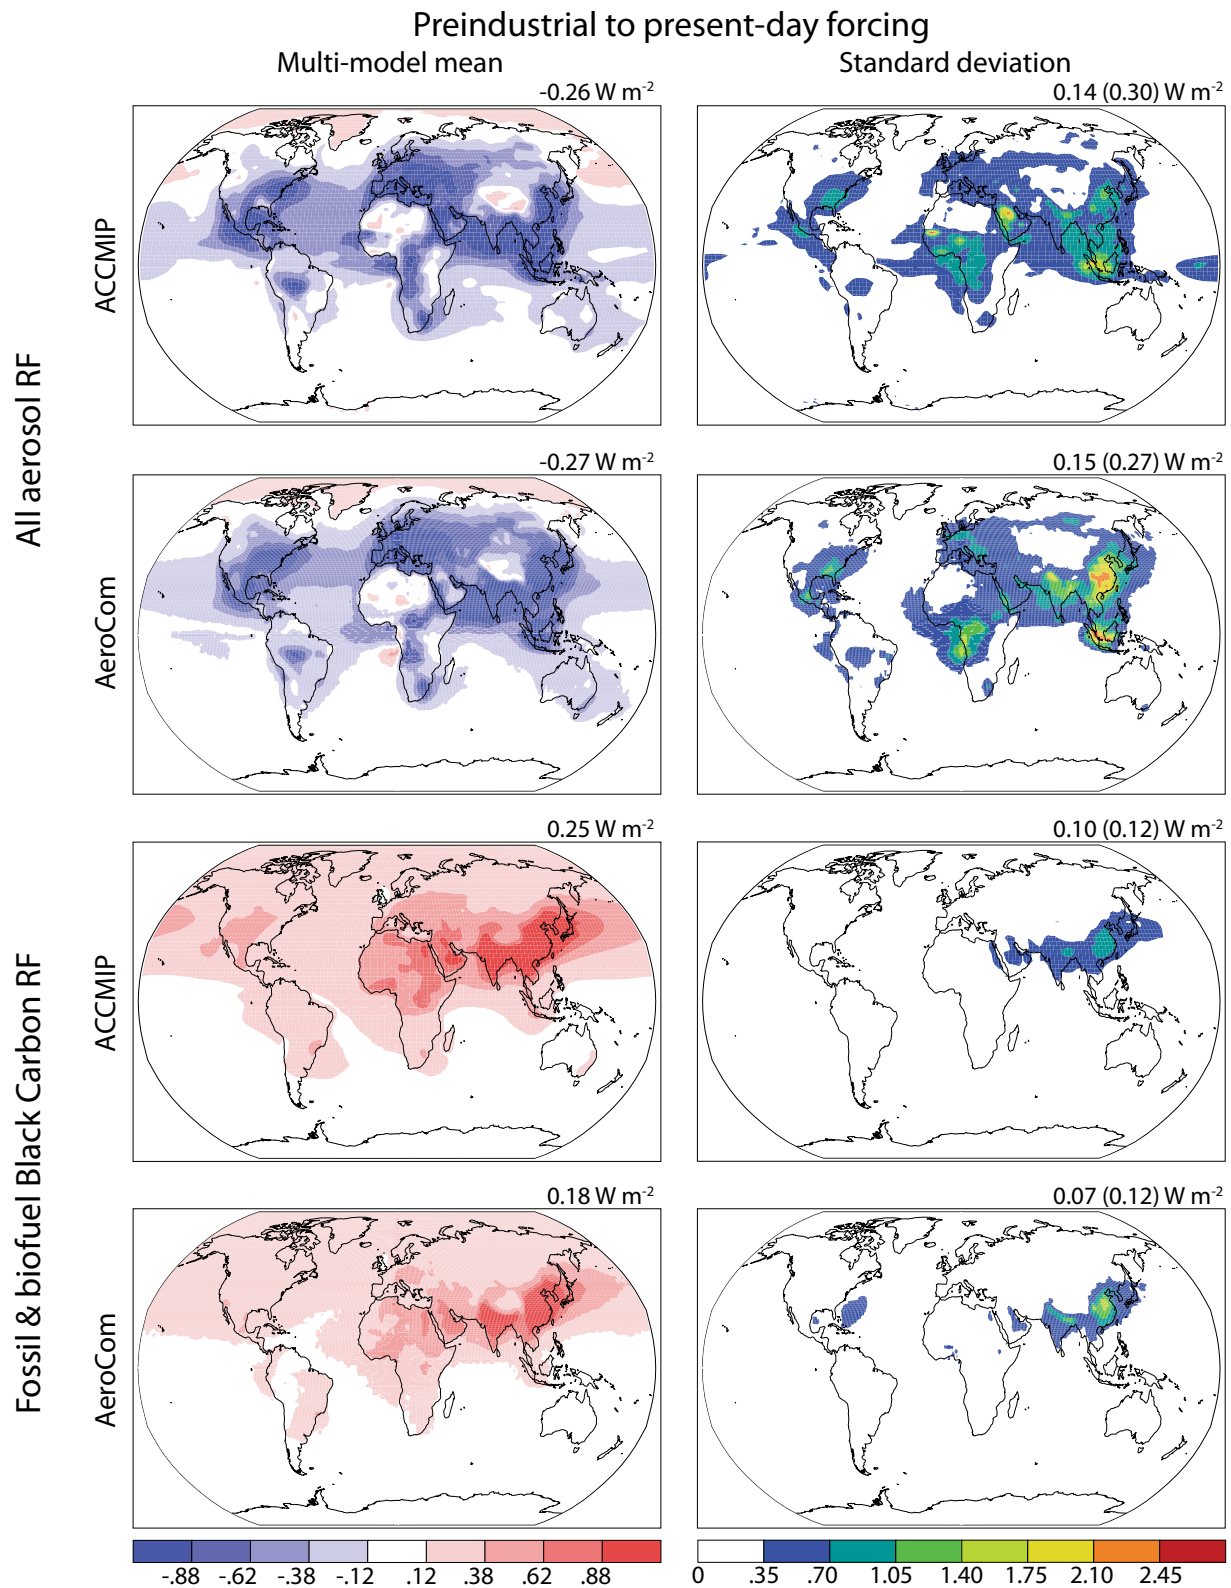 Preindustrial to present-day forcing
Multi-model mean
Standard deviation
All aerosol RF
ACCMIP
-0.26 W m-2
0.14 (0.30) W m-2
AeroCom
-0.27 W m-2
0.15 (0.27) W m-2
Fossil & biofuel Black Carbon RF
ACCMIP
0.25 W m-2
0.10 (0.12) W m-2
AeroCom
0.18 W m-2
0.07 (0.12) W m-2
-.88 -.62 -.38 -.12 .12 .38 .62 .88
0 .35 .70 1.05 1.40 1.75 2.10 2.45